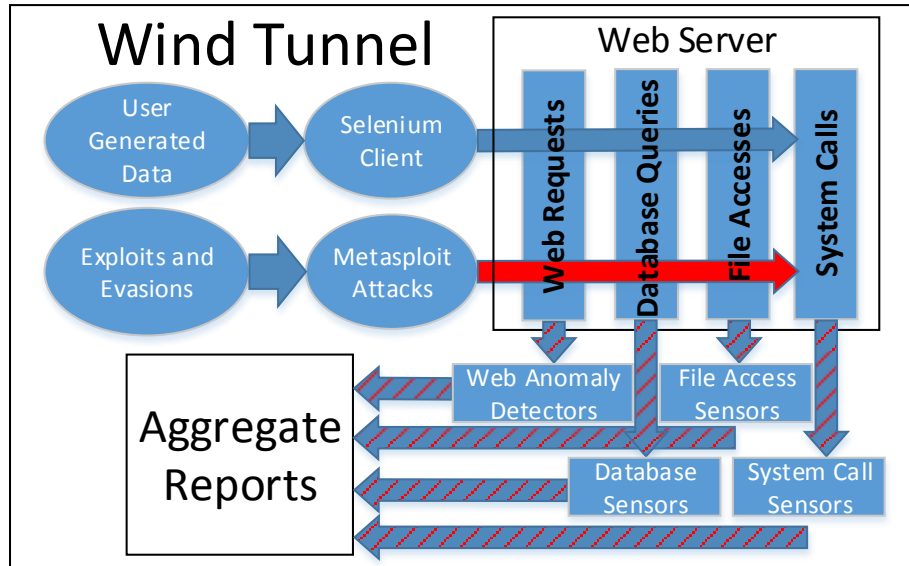 Wind Tunnel
Web Server
User
Generated
Data
Selenium
Client
Exploits and
Evasions
Metasploit
Attacks
Web Requests
Database Queries
File Accesses
System Calls
Web Anomaly
Detectors
File Access
Sensors
Aggregate
Reports
Database
Sensors
System Call
Sensors